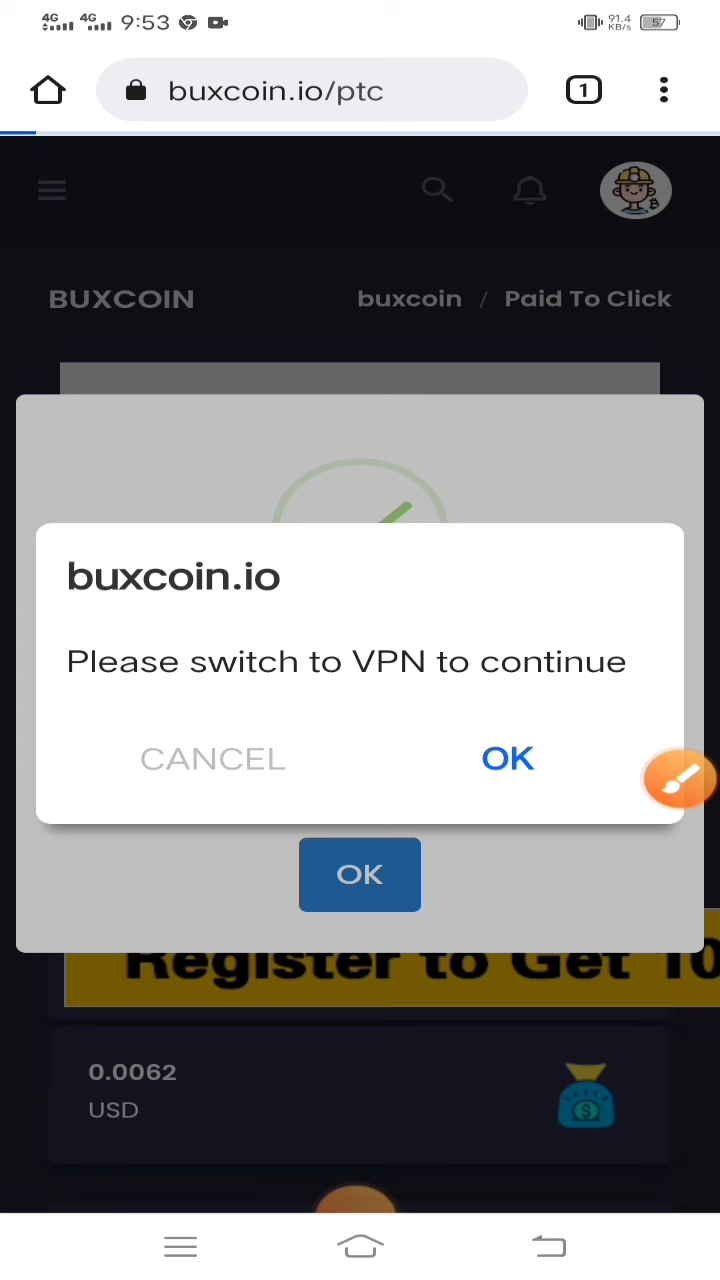 4G 4G 9:53 91.4 KB/s 57
buxcoin.io/ptc 1
BUXCOIN buxcoin / Paid To Click
buxcoin.io
Please switch to VPN to continue
CANCEL OK
OK
Register to Get 10
0.0062
USD